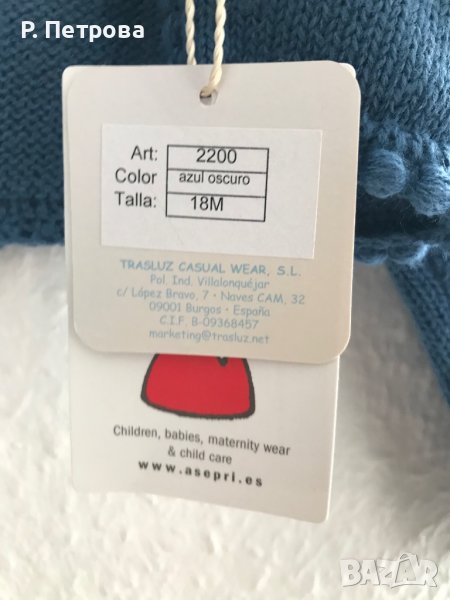 Р. Петрова
Art: 2200
Color azul oscuro
Talla: 18M
TRASLUZ CASUAL WEAR, S.L.
Pol. Ind. Villalonquéjar
c/ López Bravo, 7 · Naves CAM, 32
09001 Burgos · España
C.I.F. B-09368457
marketing@trasluz.net
Children, babies, maternity wear
& child care
www.asepri.es
BAZAR